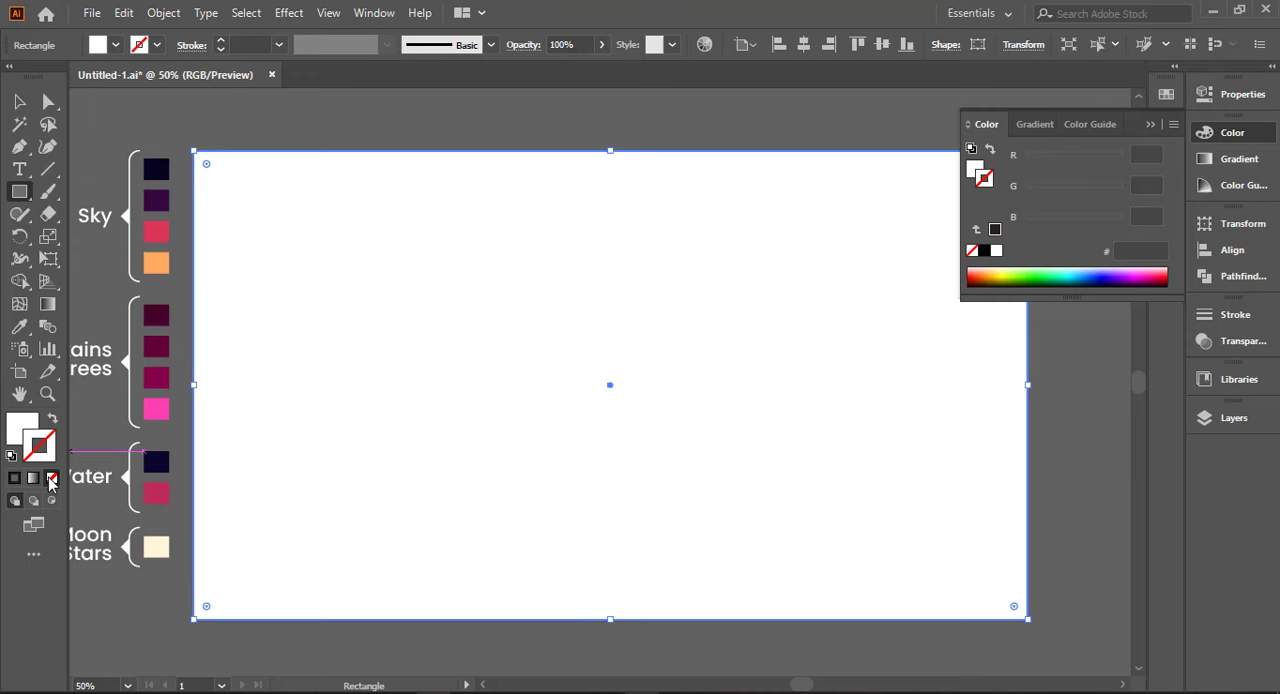 Ai File Edit Object Type Select Effect View Window Help Essentials Search Adobe Stock
Rectangle Stroke: Basic Opacity: 100% Style: Shape: Transform
Untitled-1.ai* @ 50% (RGB/Preview)
Color Gradient Color Guide
R
G
B
#
Properties
Color
Gradient
Color Gu...
Transform
Align
Pathfind...
Stroke
Transpar...
Libraries
Layers
Sky
ains
rees
ater
oon
Stars
50% 1 Rectangle